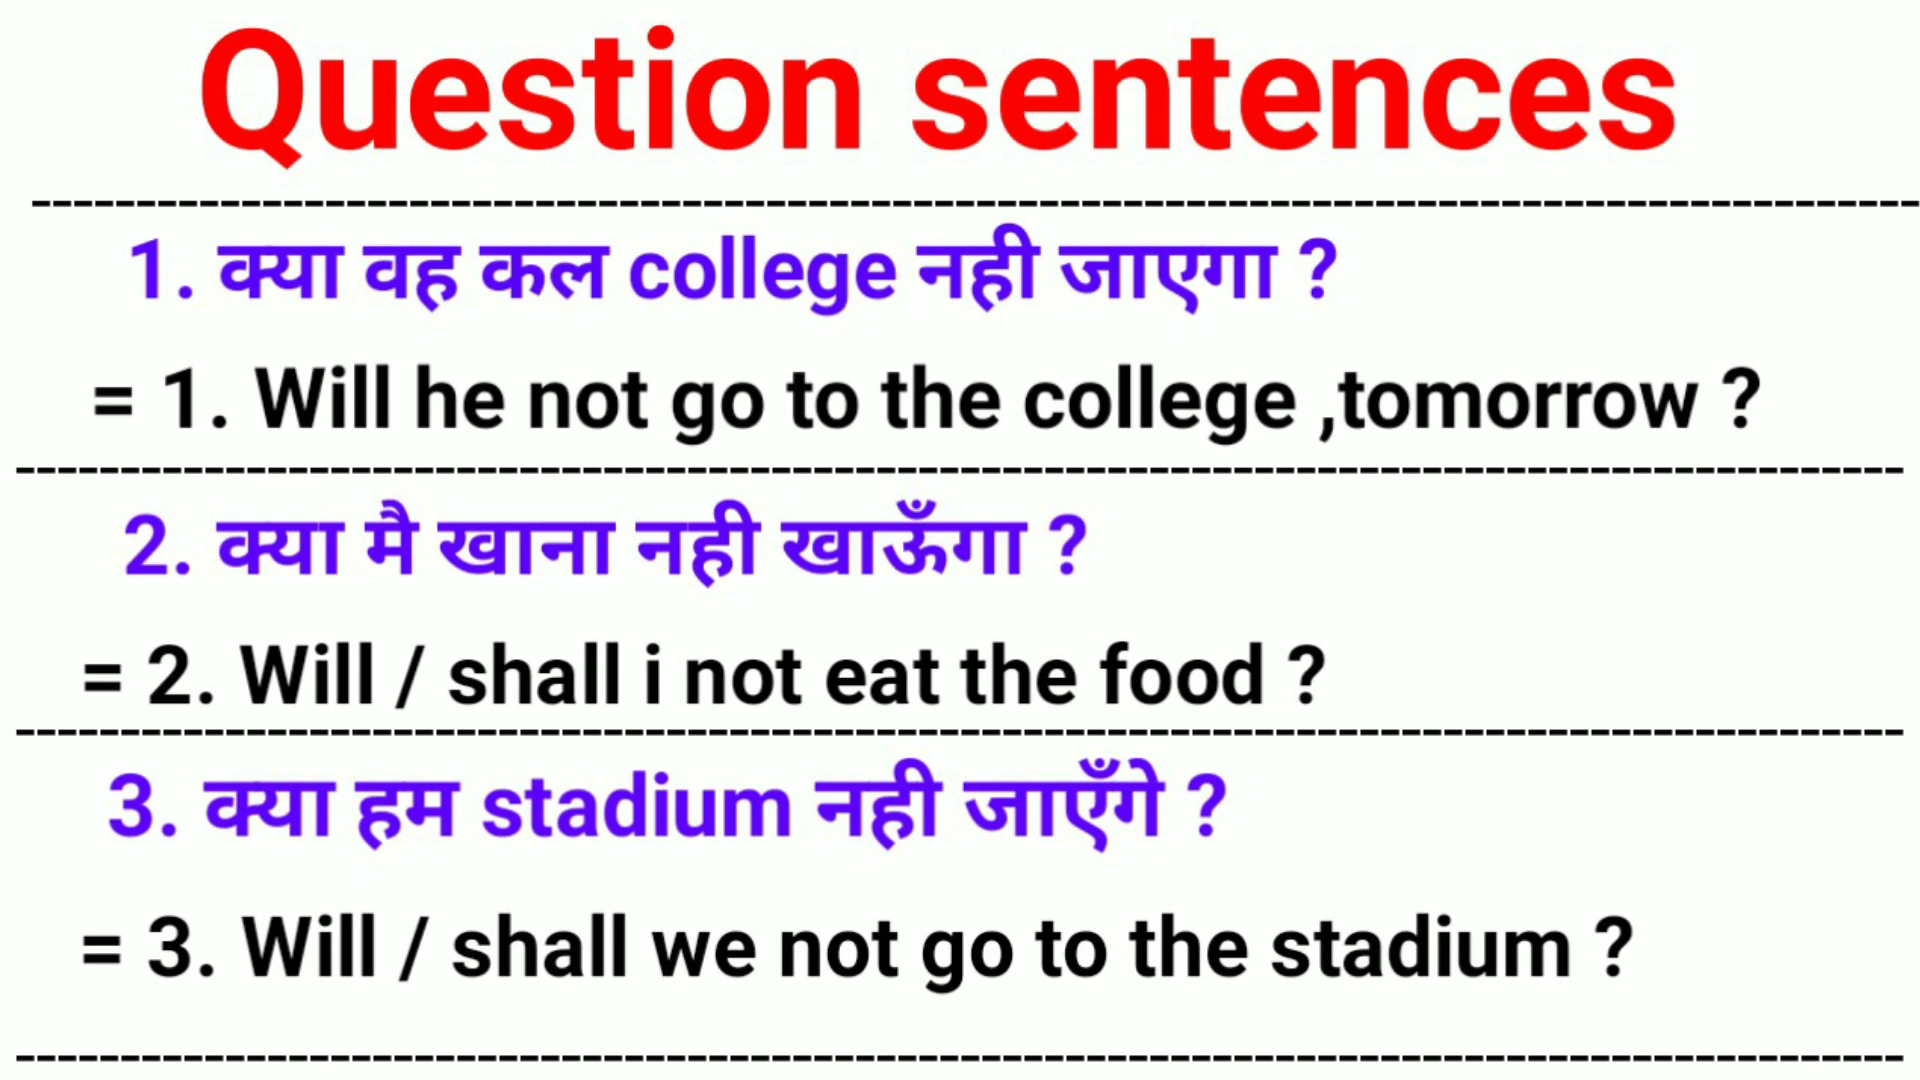 Question sentences
1. क्या वह कल college नही जाएगा ?
= 1. Will he not go to the college ,tomorrow ?
2. क्या मै खाना नही खाऊँगा ?
= 2. Will / shall i not eat the food ?
3. क्या हम stadium नही जाएँगे ?
= 3. Will / shall we not go to the stadium ?